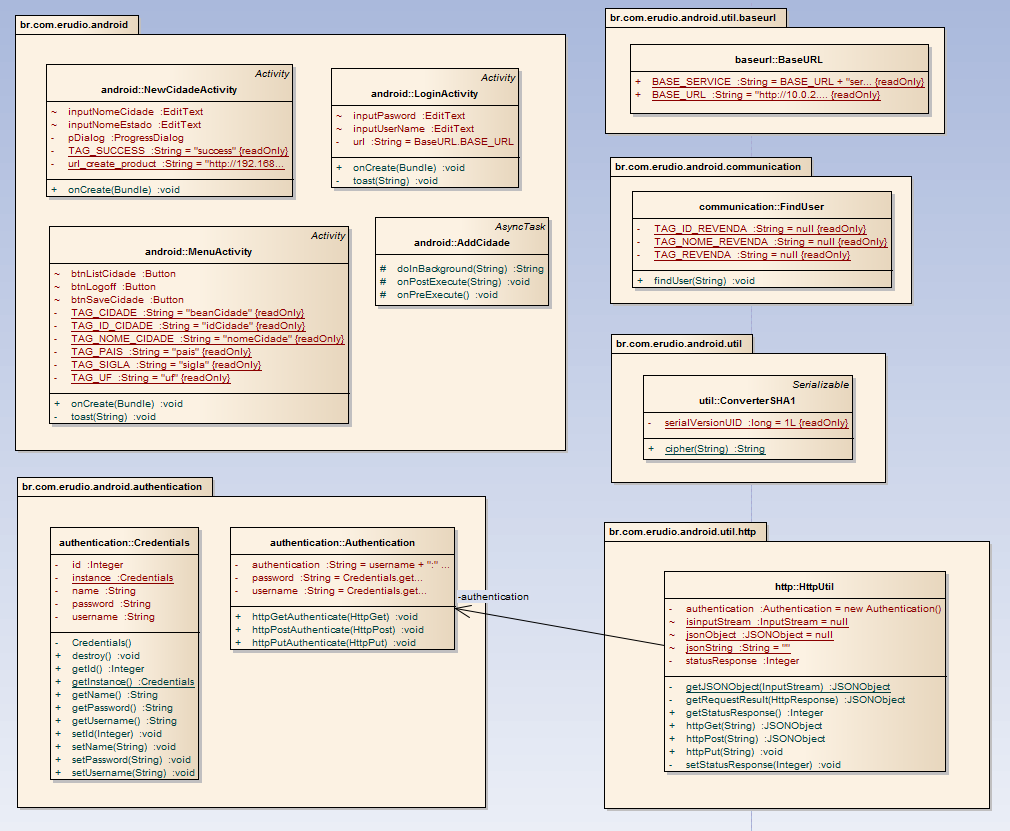 br.com.erudio.android
Activity
android::NewCidadeActivity
~ inputNomeCidade :EditText
~ inputNomeEstado :EditText
- pDialog :ProgressDialog
- TAG_SUCCESS :String = "success" {readOnly}
- url_create_product :String = "http://192.168...
+ onCreate(Bundle) :void
Activity
android::LoginActivity
~ inputPasword :EditText
~ inputUserName :EditText
- url :String = BaseURL.BASE_URL
+ onCreate(Bundle) :void
- toast(String) :void
Activity
android::MenuActivity
~ btnListCidade :Button
~ btnLogoff :Button
~ btnSaveCidade :Button
- TAG_CIDADE :String = "beanCidade" {readOnly}
- TAG_ID_CIDADE :String = "idCidade" {readOnly}
- TAG_NOME_CIDADE :String = "nomeCidade" {readOnly}
- TAG_PAIS :String = "pais" {readOnly}
- TAG_SIGLA :String = "sigla" {readOnly}
- TAG_UF :String = "uf" {readOnly}
+ onCreate(Bundle) :void
- toast(String) :void
AsyncTask
android::AddCidade
# doInBackground(String) :String
# onPostExecute(String) :void
# onPreExecute() :void
br.com.erudio.android.authentication
authentication::Credentials
- id :Integer
- instance :Credentials
- name :String
- password :String
- username :String
- Credentials()
+ destroy() :void
+ getId() :Integer
+ getInstance() :Credentials
+ getName() :String
+ getPassword() :String
+ getUsername() :String
+ setId(Integer) :void
+ setName(String) :void
+ setPassword(String) :void
+ setUsername(String) :void
authentication::Authentication
- authentication :String = username + ":" ...
- password :String = Credentials.get...
- username :String = Credentials.get...
+ httpGetAuthenticate(HttpGet) :void
+ httpPostAuthenticate(HttpPost) :void
+ httpPutAuthenticate(HttpPut) :void
-authentication
br.com.erudio.android.util.baseurl
baseurl::BaseURL
+ BASE_SERVICE :String = BASE_URL + "ser... {readOnly}
+ BASE_URL :String = "http://10.0.2.... {readOnly}
br.com.erudio.android.communication
communication::FindUser
- TAG_ID_REVENDA :String = null {readOnly}
- TAG_NOME_REVENDA :String = null {readOnly}
- TAG_REVENDA :String = null {readOnly}
+ findUser(String) :void
br.com.erudio.android.util
Serializable
util::ConverterSHA1
- serialVersionUID :long = 1L {readOnly}
+ cipher(String) :String
br.com.erudio.android.util.http
http::HttpUtil
- authentication :Authentication = new Authentication()
~ isinputStream :InputStream = null
~ jsonObject :JSONObject = null
~ jsonString :String = ""
- statusResponse :Integer
- getJSONObject(InputStream) :JSONObject
- getRequestResult(HttpResponse) :JSONObject
+ getStatusResponse() :Integer
+ httpGet(String) :JSONObject
+ httpPost(String) :JSONObject
+ httpPut(String) :void
- setStatusResponse(Integer) :void